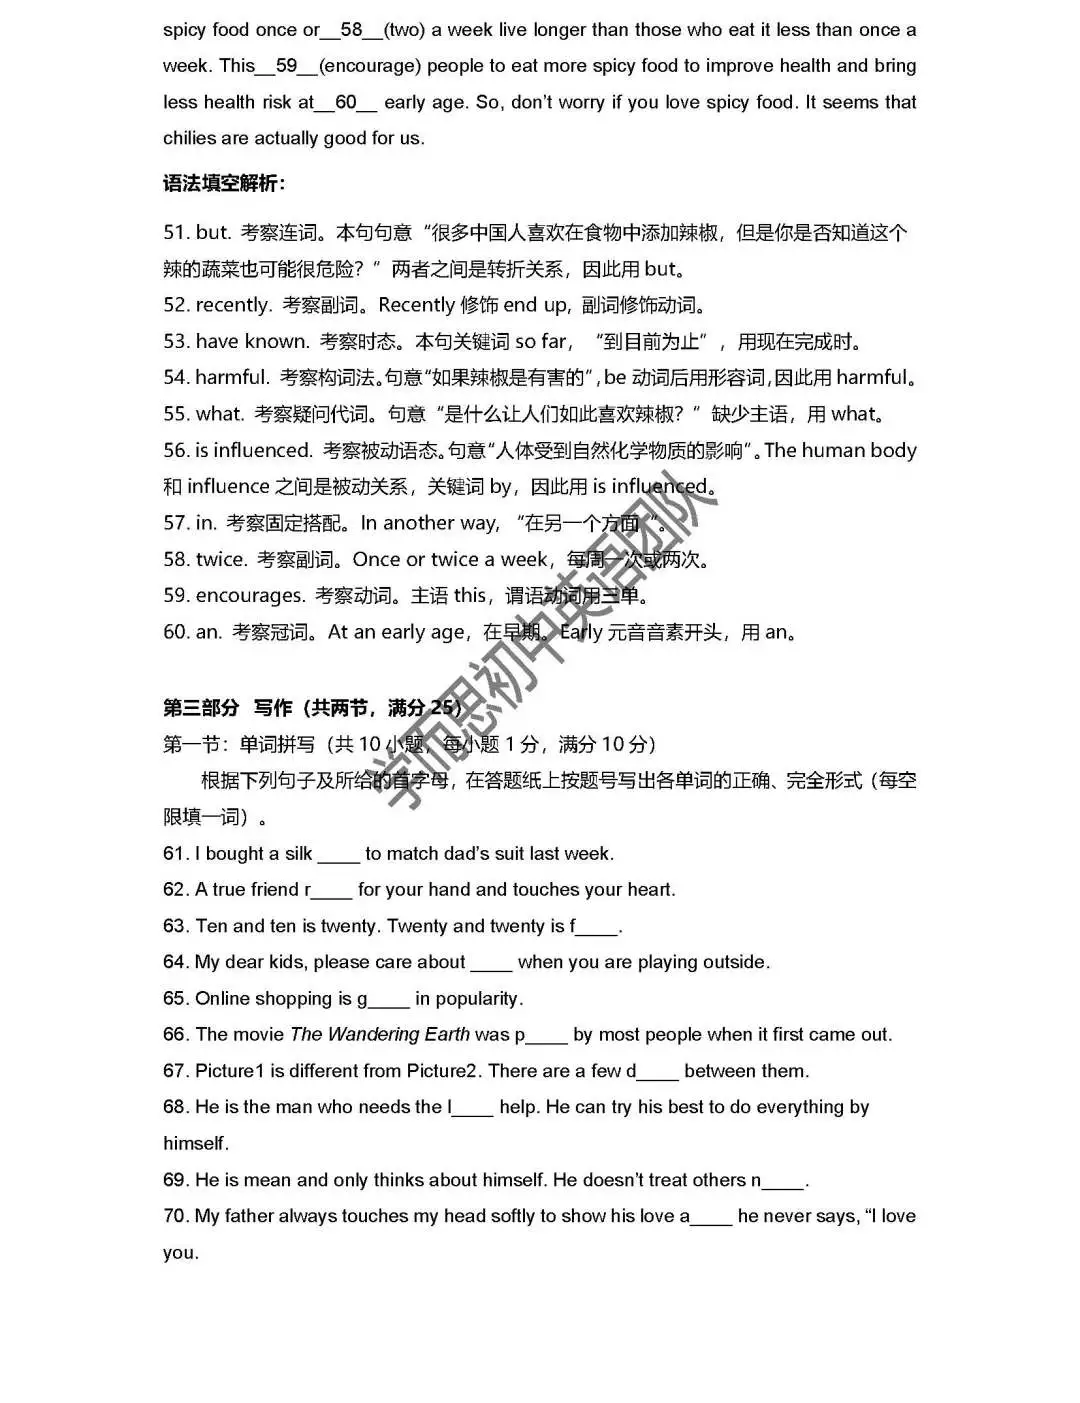 spicy food once or__58__(two) a week live longer than those who eat it less than once a
week. This__59__(encourage) people to eat more spicy food to improve health and bring
less health risk at__60__ early age. So, don't worry if you love spicy food. It seems that
chilies are actually good for us.
语法填空解析：
51. but. 考察连词。本句句意“很多中国人喜欢在食物中添加辣椒，但是你是否知道这个
辣的蔬菜也可能很危险？”两者之间是转折关系，因此用 but。
52. recently. 考察副词。Recently 修饰 end up, 副词修饰动词。
53. have known. 考察时态。本句关键词 so far，“到目前为止”，用现在完成时。
54. harmful. 考察构词法。句意“如果辣椒是有害的”，be 动词后用形容词，因此用 harmful。
55. what. 考察疑问代词。句意“是什么让人们如此喜欢辣椒？”缺少主语，用 what。
56. is influenced. 考察被动语态。句意“人体受到自然化学物质的影响”。The human body
和 influence 之间是被动关系，关键词 by，因此用 is influenced。
57. in. 考察固定搭配。In another way,“在另一个方面“。
58. twice. 考察副词。Once or twice a week，每周一次或两次。
59. encourages. 考察动词。主语 this，谓语动词用三单。
60. an. 考察冠词。At an early age，在早期。Early 元音音素开头，用 an。
学而思初中英语团队
第三部分 写作（共两节，满分 25）
第一节：单词拼写（共 10 小题，每小题 1 分，满分 10 分）
根据下列句子及所给的首字母，在答题纸上按题号写出各单词的正确、完全形式（每空
限填一词）。
61. I bought a silk ____ to match dad's suit last week.
62. A true friend r____ for your hand and touches your heart.
63. Ten and ten is twenty. Twenty and twenty is f____.
64. My dear kids, please care about ____ when you are playing outside.
65. Online shopping is g____ in popularity.
66. The movie The Wandering Earth was p____ by most people when it first came out.
67. Picture1 is different from Picture2. There are a few d____ between them.
68. He is the man who needs the l____ help. He can try his best to do everything by
himself.
69. He is mean and only thinks about himself. He doesn't treat others n____.
70. My father always touches my head softly to show his love a____ he never says, “I love
you.